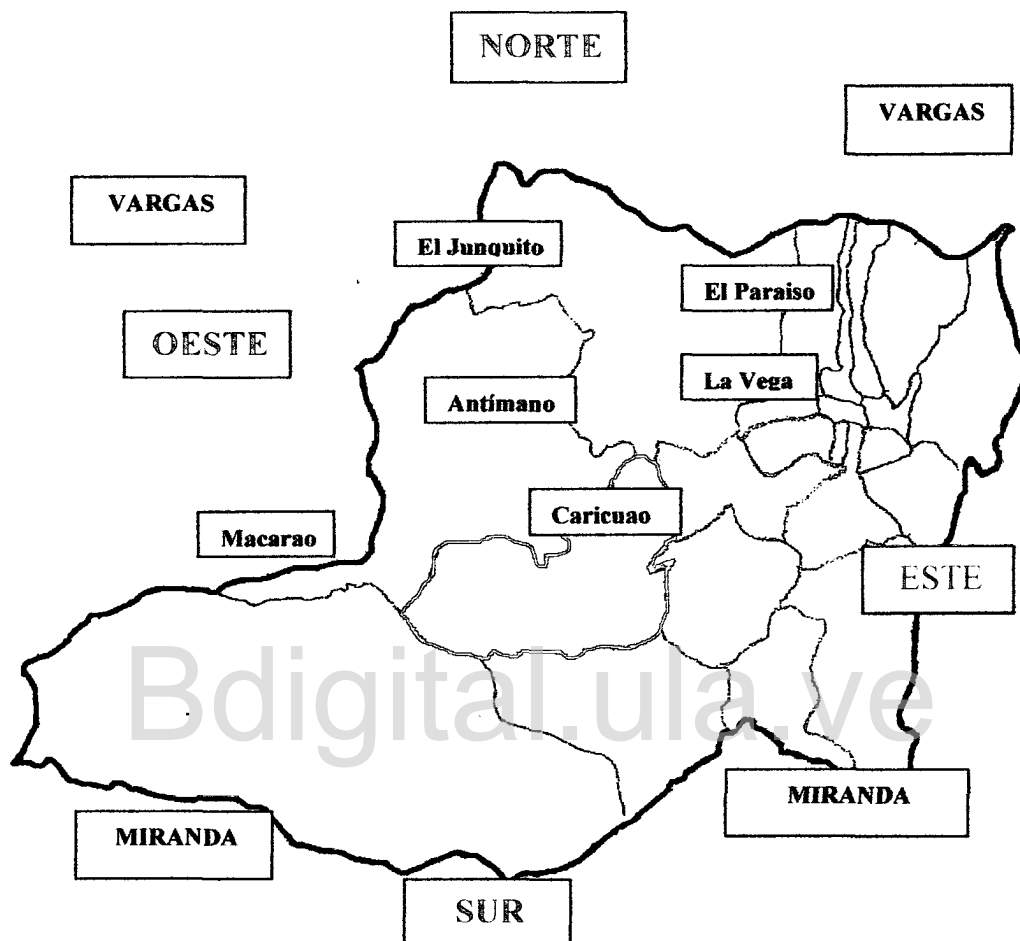 NORTE
VARGAS
VARGAS
El Junquito
El Paraiso
OESTE
La Vega
Antímano
Caricuao
Macarao
ESTE
Bdigital.ula.ve
MIRANDA
MIRANDA
SUR